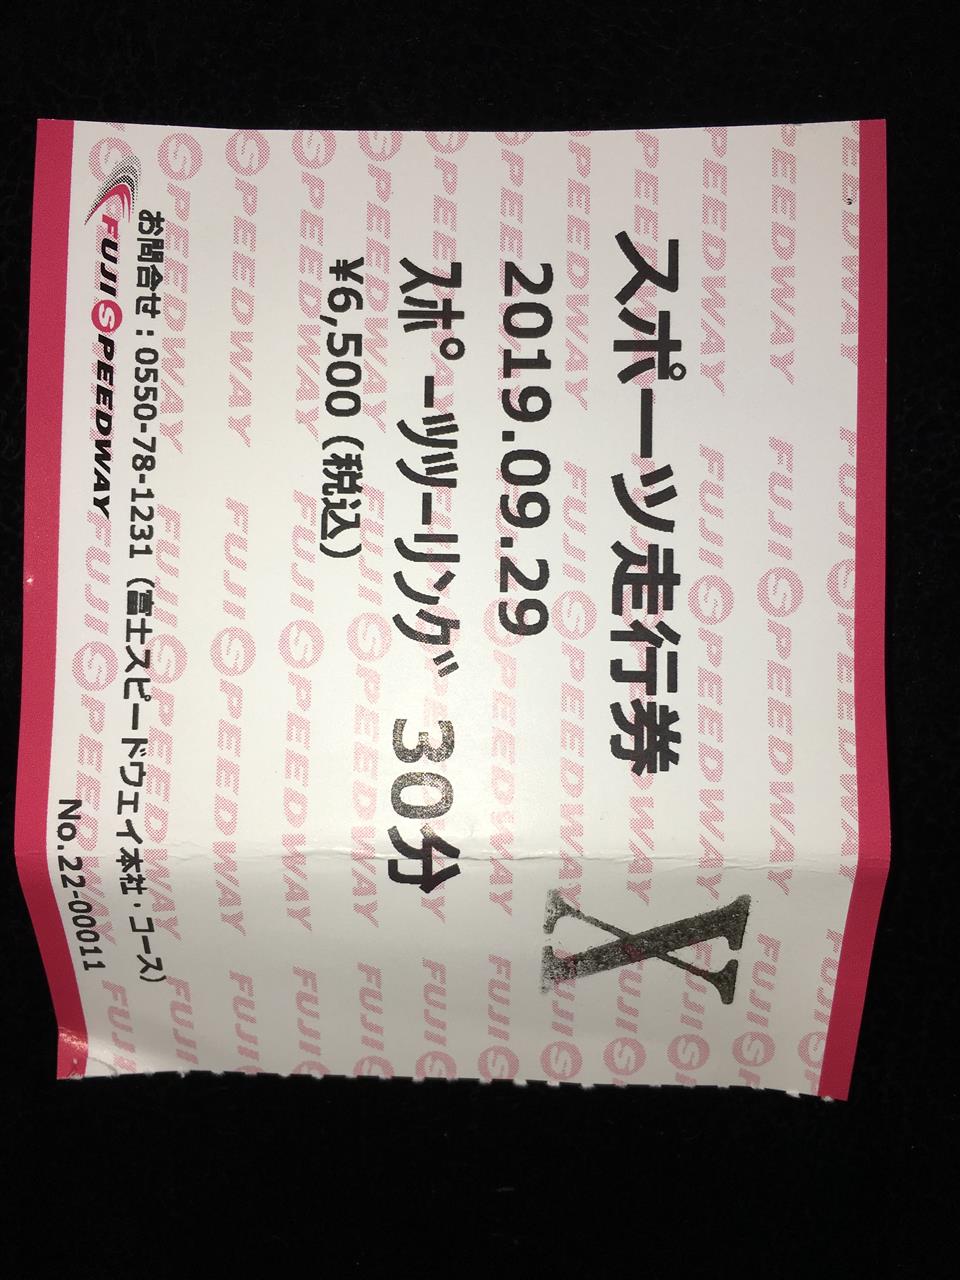 スポーツ走行券
X
2019.09.29
ｽﾎﾟｰﾂﾂｰﾘﾝｸﾞ 30分
¥6,500（税込）
お問合せ：0550-78-1231（富士スピードウェイ本社・コース）
FUJI SPEEDWAY
No.22-00011